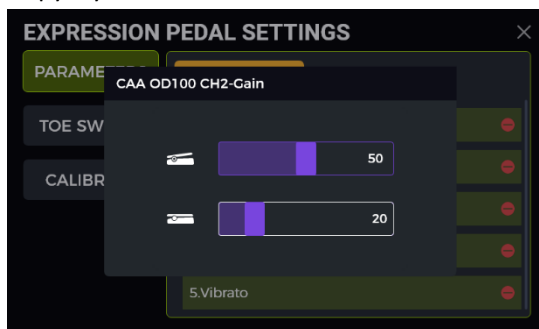 EXPRESSION PEDAL SETTINGS
PARAME
CAA OD100 CH2-Gain
TOE SW
50
CALIBR
20
5.Vibrato